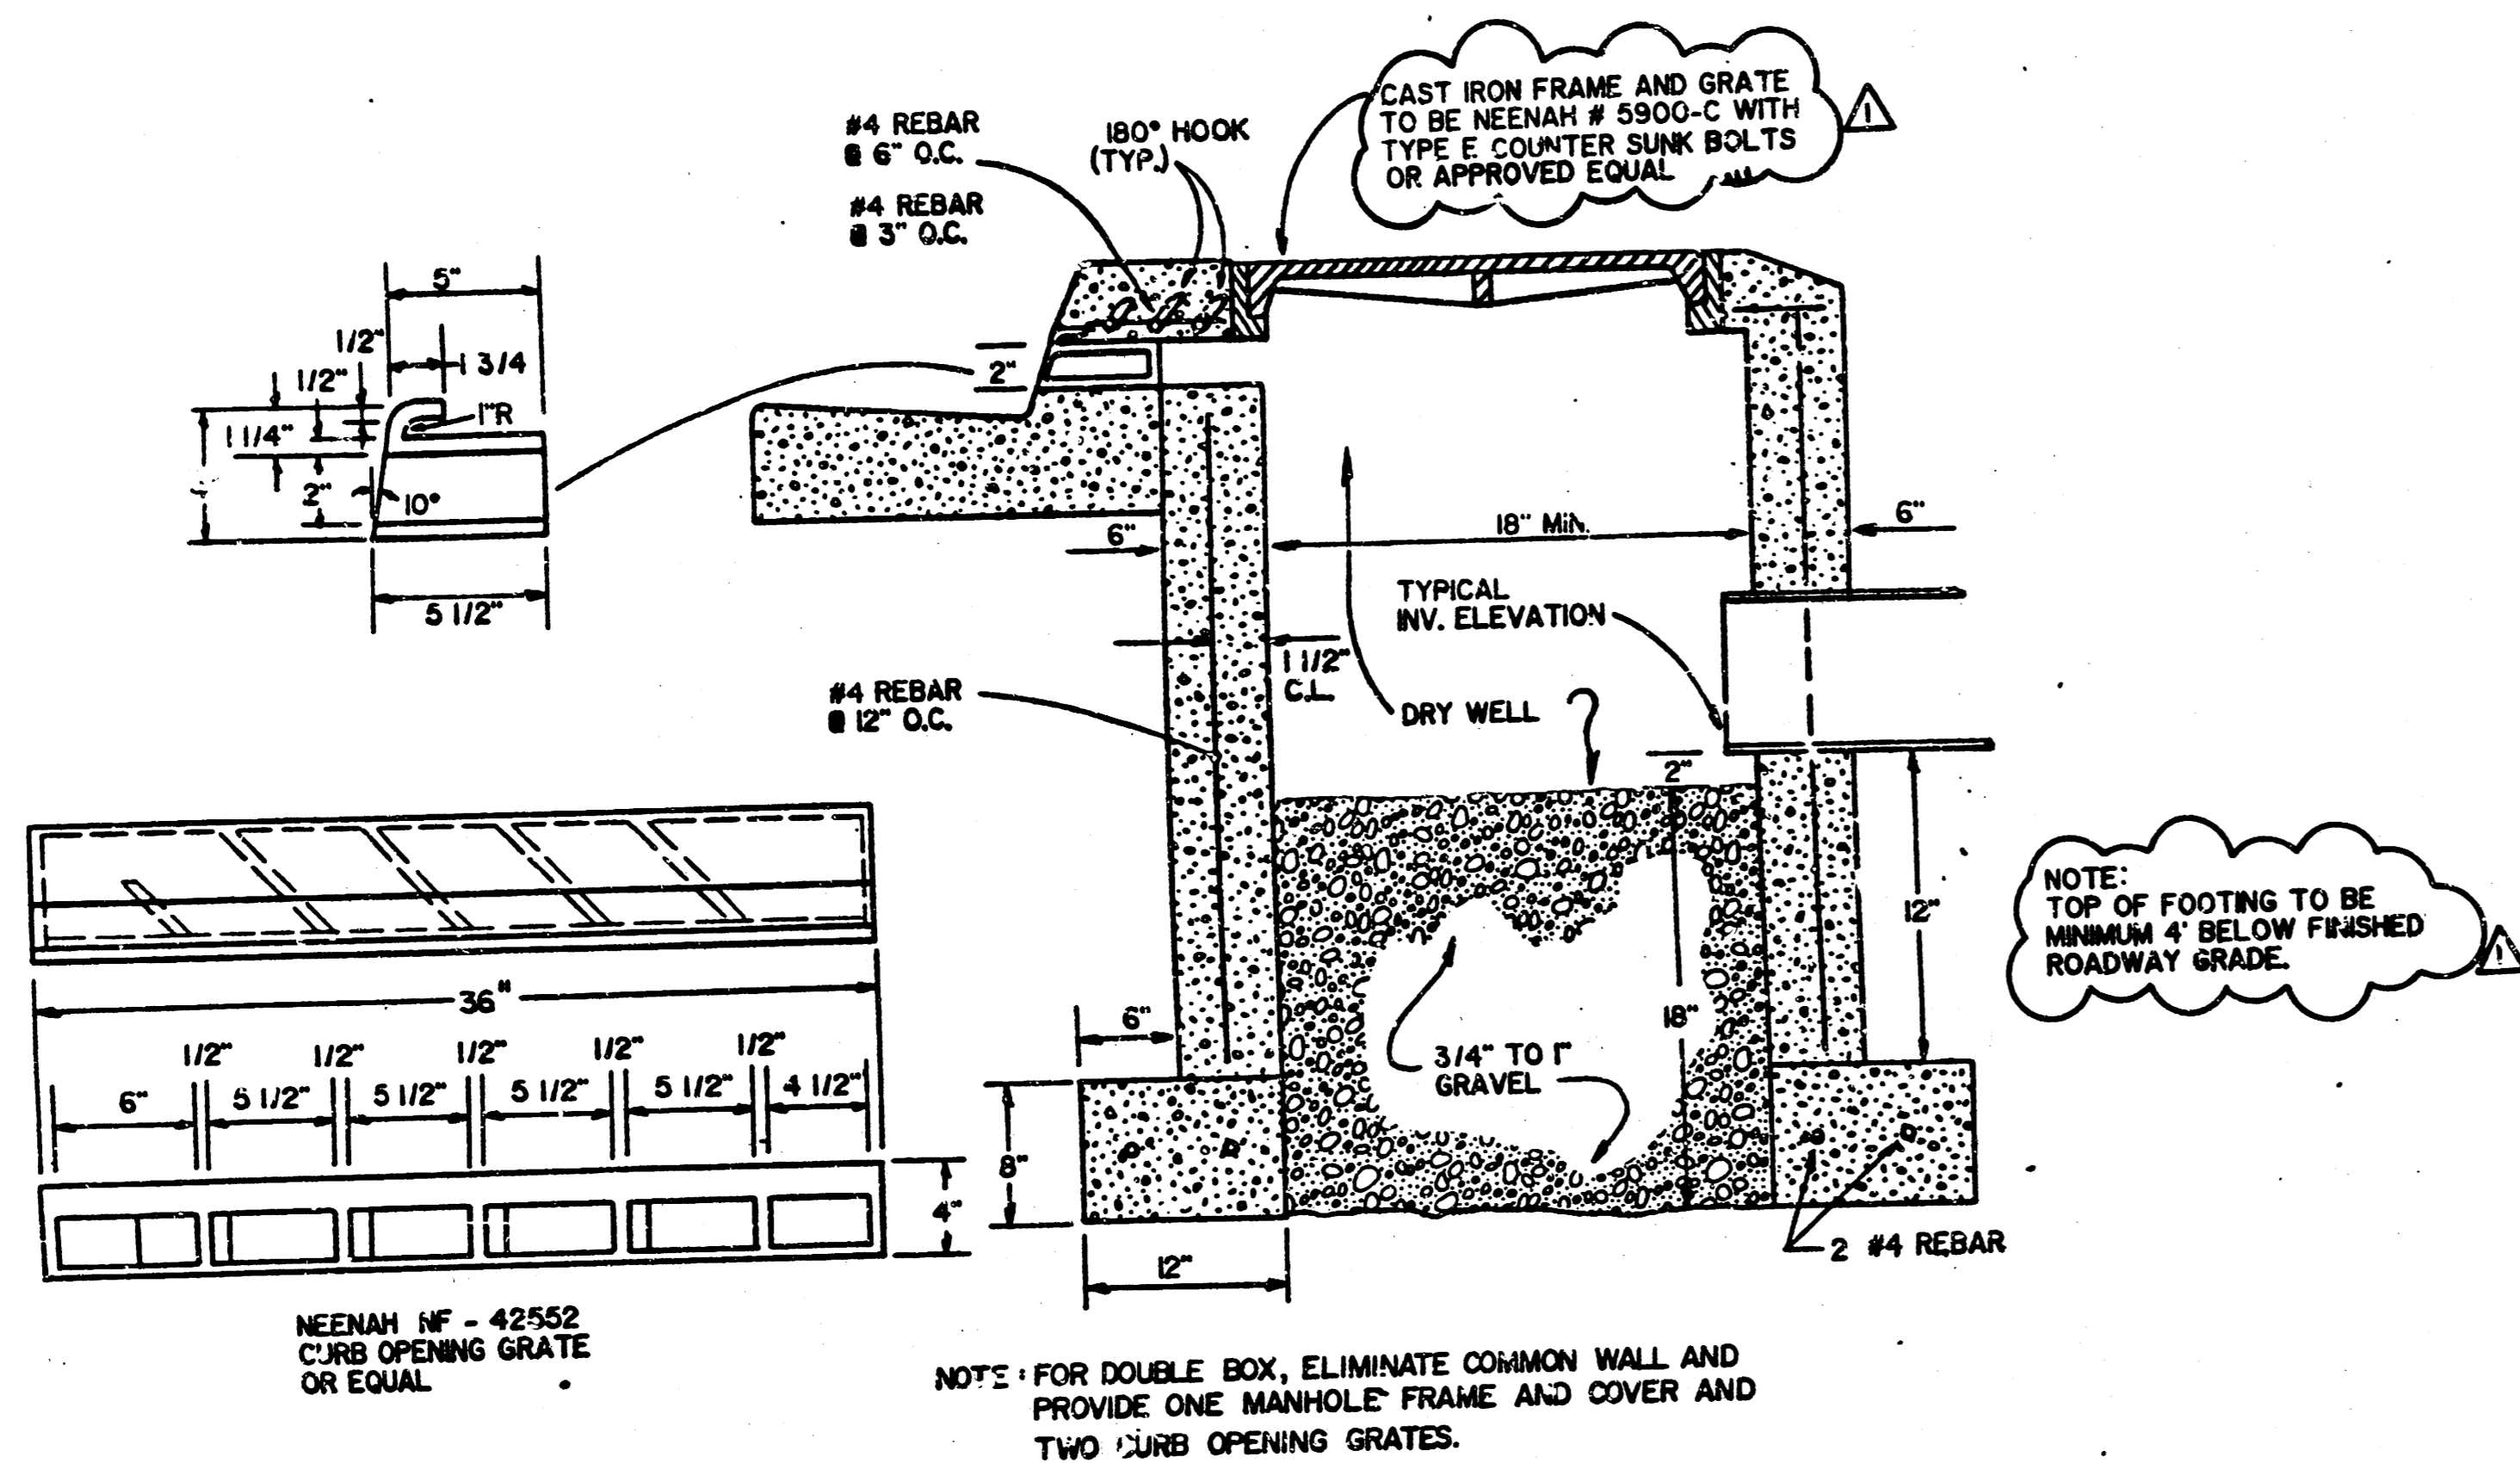 CAST IRON FRAME AND GRATE
TO BE NEENAH # 5900-C WITH
TYPE E COUNTER SUNK BOLTS
OR APPROVED EQUAL
1
#4 REBAR
@ 6" O.C.
180° HOOK
(TYP.)
#4 REBAR
@ 3" O.C.
5"
1/2"
1 3/4
1/2"
1"R
1 1/4"
2"
10°
5 1/2"
2"
6"
18" MIN.
6"
TYPICAL
INV. ELEVATION
1 1/2"
C.L.
#4 REBAR
@ 12" O.C.
DRY WELL
2"
NOTE:
TOP OF FOOTING TO BE
MINIMUM 4' BELOW FINISHED
ROADWAY GRADE.
1
12"
36"
6"
18"
3/4" TO 1"
GRAVEL
1/2" 1/2" 1/2" 1/2" 1/2"
6" 5 1/2" 5 1/2" 5 1/2" 5 1/2" 4 1/2"
8"
4"
12"
2 #4 REBAR
NEENAH NF - 42552
CURB OPENING GRATE
OR EQUAL
NOTE: FOR DOUBLE BOX, ELIMINATE COMMON WALL AND
PROVIDE ONE MANHOLE FRAME AND COVER AND
TWO CURB OPENING GRATES.